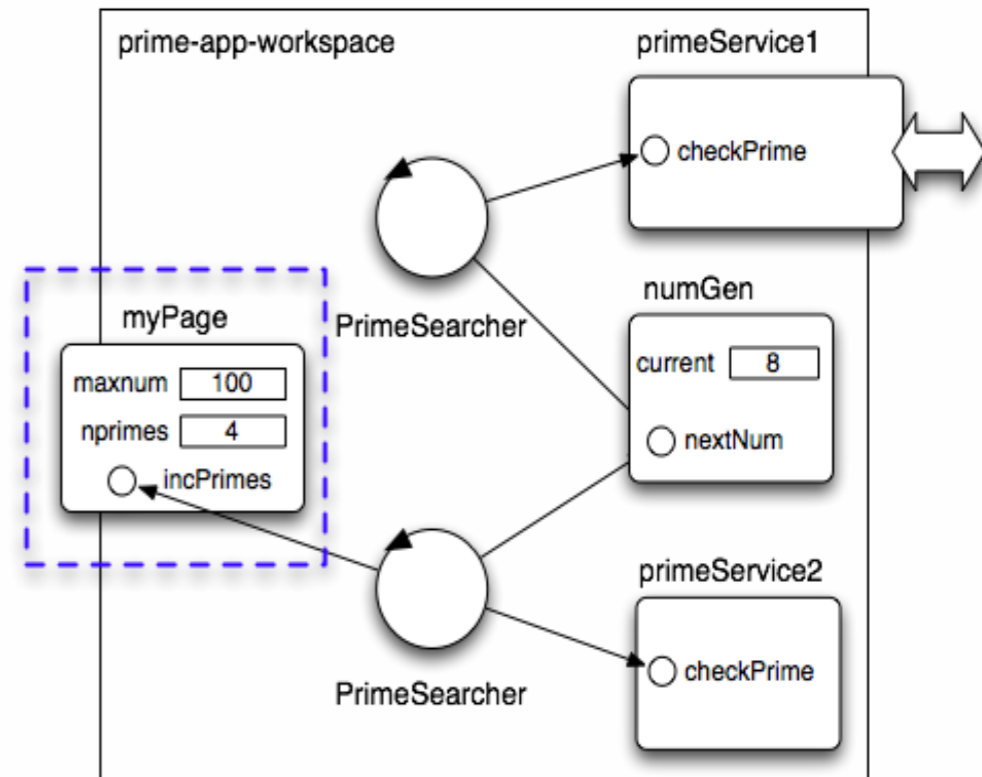 prime-app-workspace
primeService1
checkPrime
PrimeSearcher
myPage
maxnum 100
nprimes 4
incPrimes
numGen
current 8
nextNum
PrimeSearcher
primeService2
checkPrime